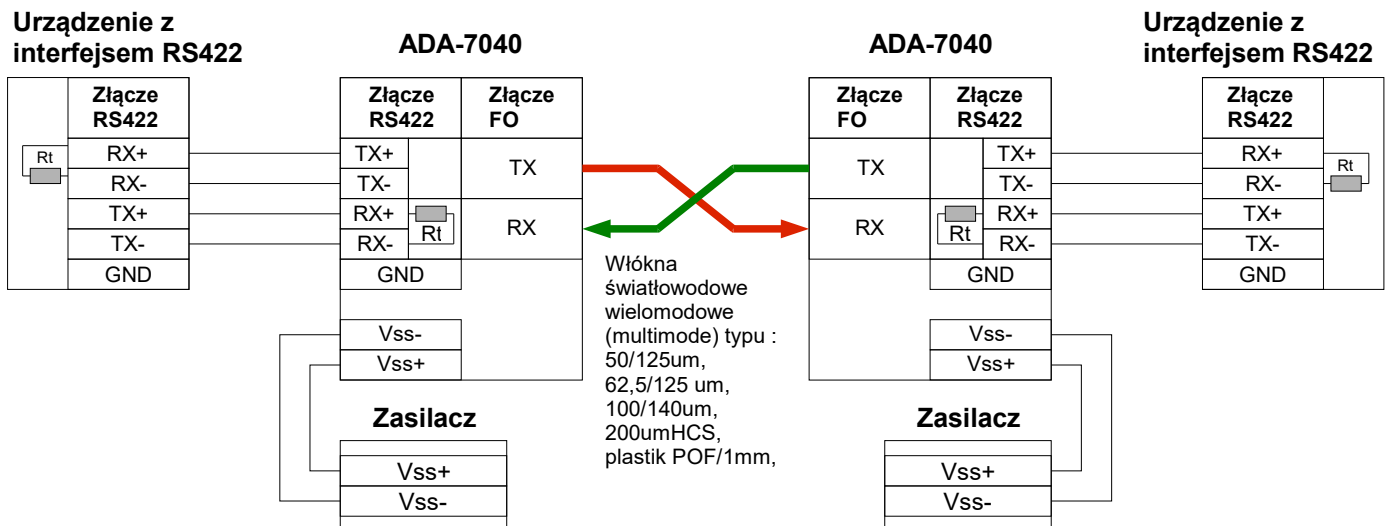 Urządzenie z
interfejsem RS422
ADA-7040
ADA-7040
Urządzenie z
interfejsem RS422
Złącze
RS422
Rt
RX+
RX-
TX+
TX-
GND
Złącze
RS422
Złącze
FO
TX+
TX-
RX+
RX-
Rt
GND
TX
RX
Vss-
Vss+
Zasilacz
Vss+
Vss-
Włókna
światłowodowe
wielomodowe
(multimode) typu :
50/125um,
62,5/125 um,
100/140um,
200umHCS,
plastik POF/1mm,
Złącze
FO
Złącze
RS422
TX
RX
TX+
TX-
RX+
RX-
Rt
GND
Vss-
Vss+
Zasilacz
Vss+
Vss-
Złącze
RS422
RX+
RX-
TX+
TX-
GND
Rt